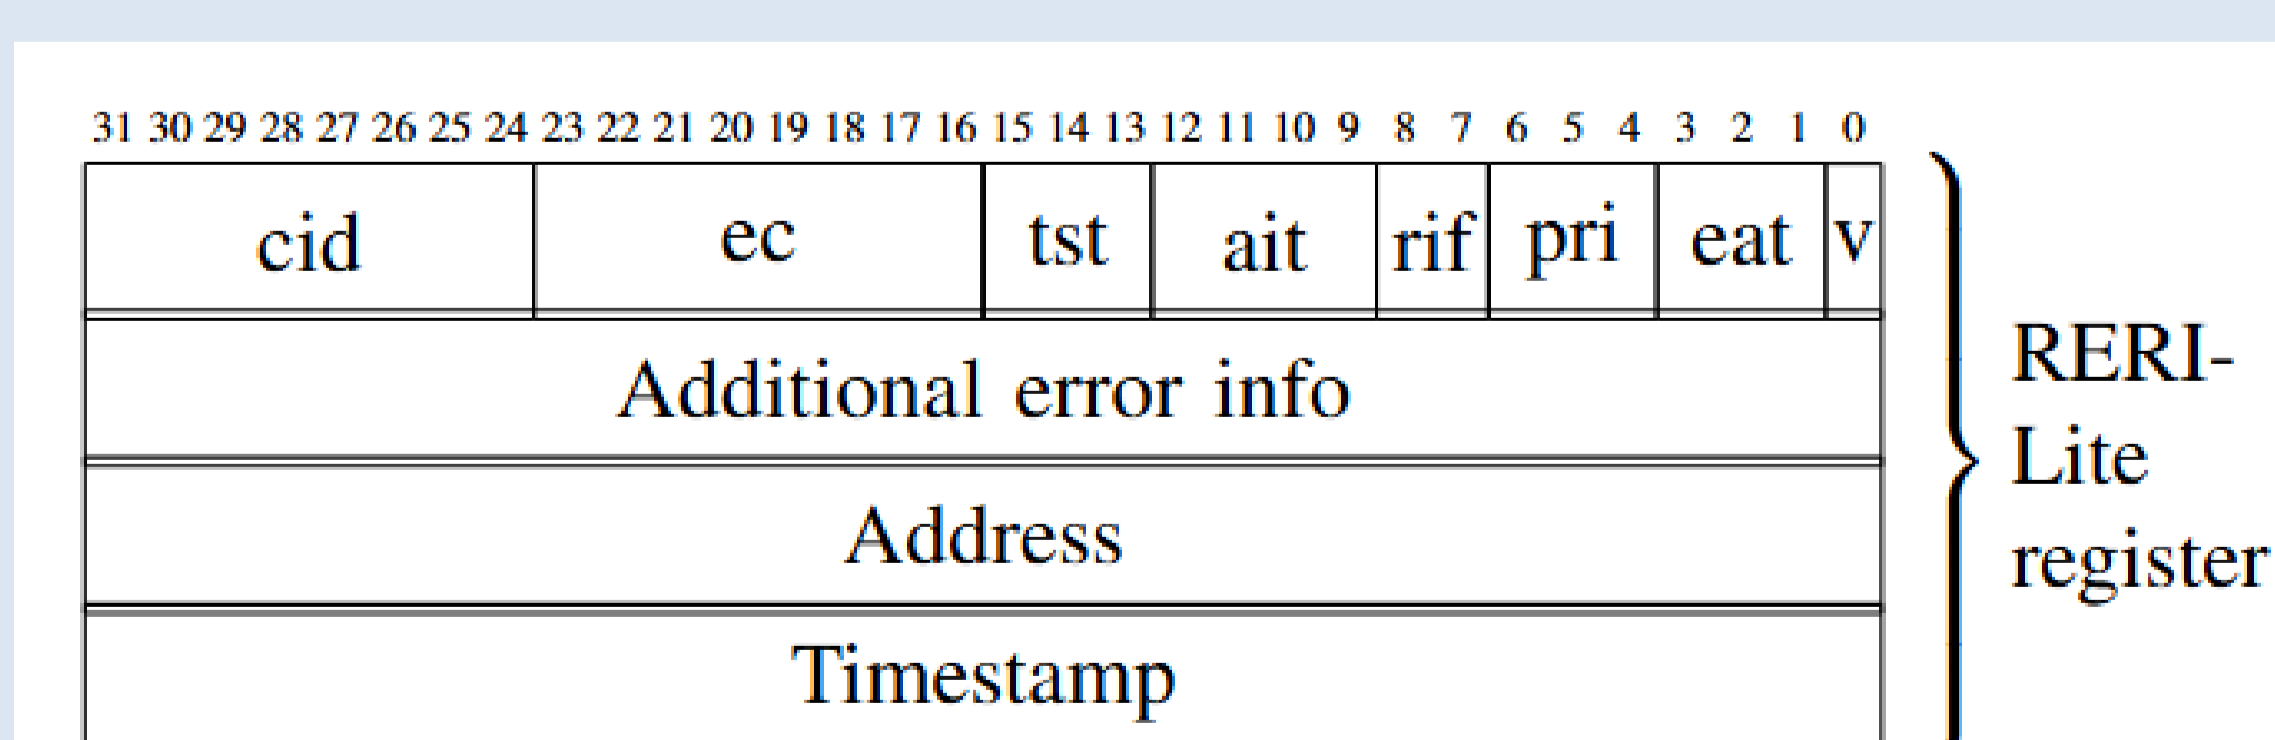 31 30 29 28 27 26 25 24 23 22 21 20 19 18 17 16 15 14 13 12 11 10 9 8 7 6 5 4 3 2 1 0
cid ec tst ait rif pri eat v
Additional error info
Address
Timestamp
RERI-
Lite
register